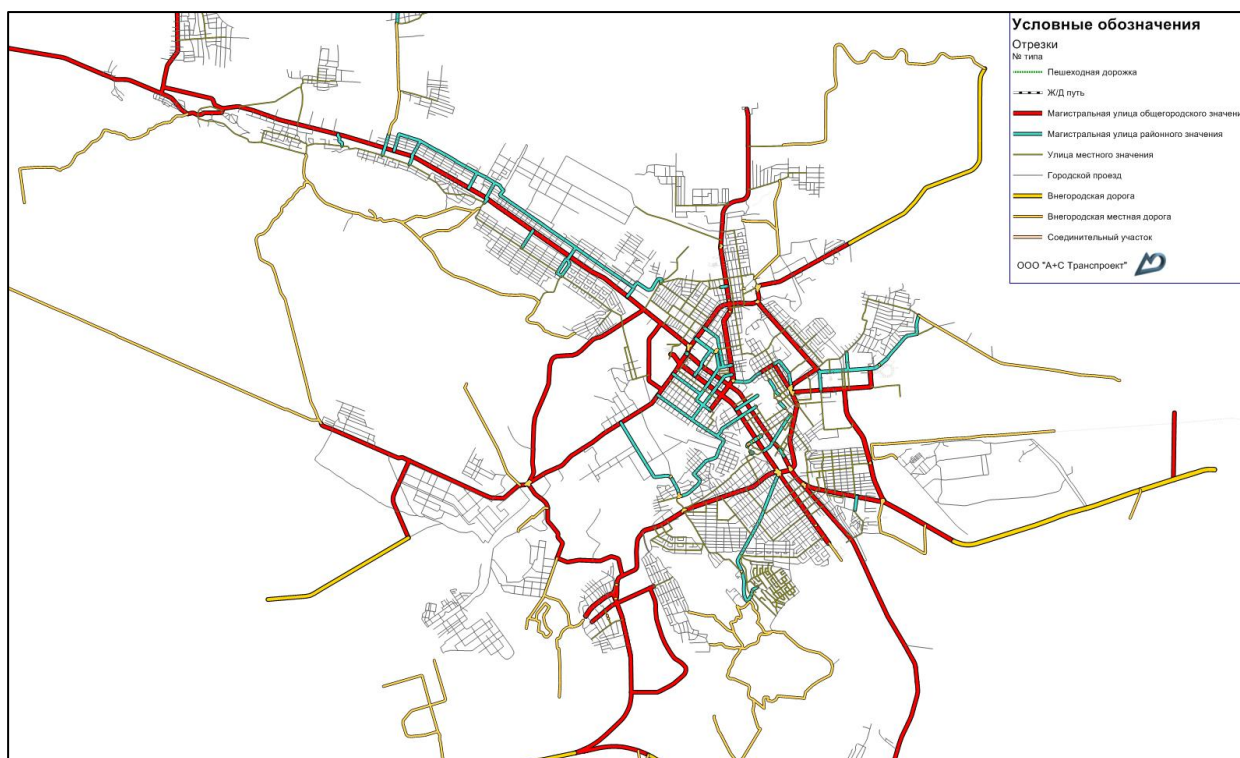 Условные обозначения
Отрезки
№ типа
Пешеходная дорожка
Ж/Д путь
Магистральная улица общегородского значени
Магистральная улица районного значения
Улица местного значения
Городской проезд
Внегородская дорога
Внегородская местная дорога
Соединительный участок
ООО "А+С Транспроект"